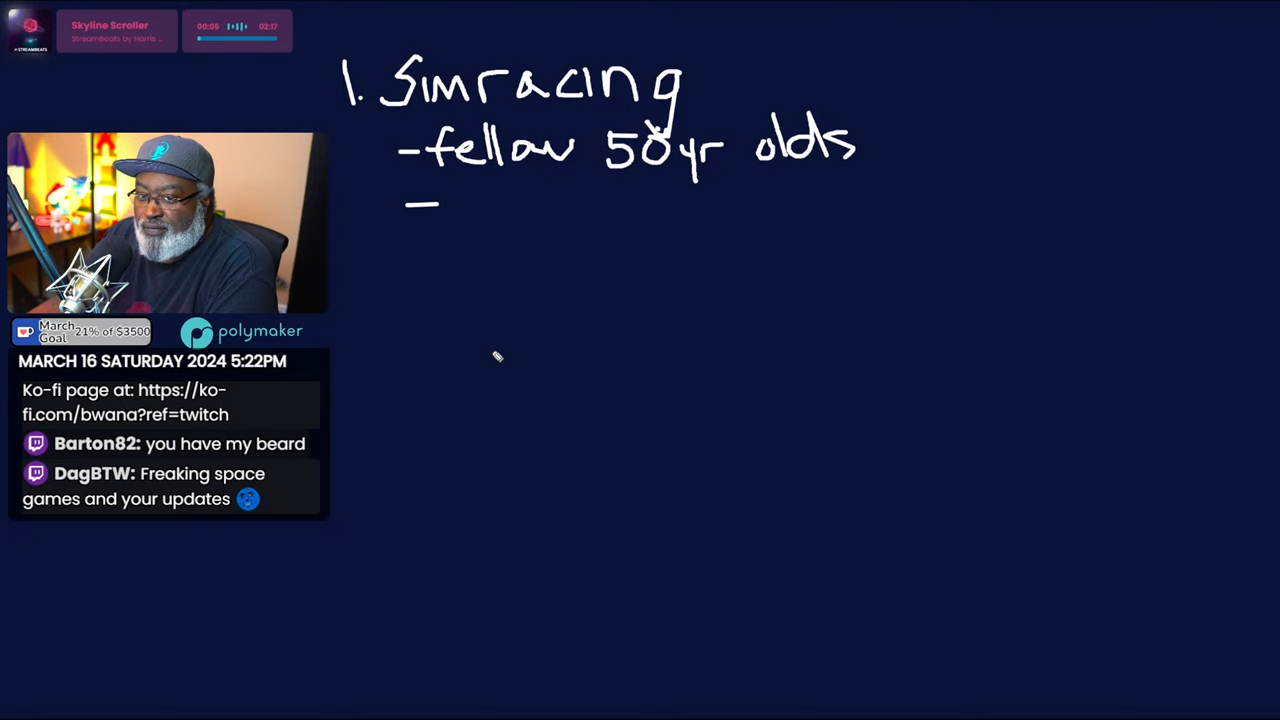 Skyline Scroller
StreamBeats by Harris ...
00:05
02:17
STREAMBEATS
1. Simracing
- fellow 50yr olds
-
March Goal
21% of $3500
polymaker
MARCH 16 SATURDAY 2024 5:22PM
Ko-fi page at: https://ko-
fi.com/bwana?ref=twitch
Barton82: you have my beard
DagBTW: Freaking space
games and your updates